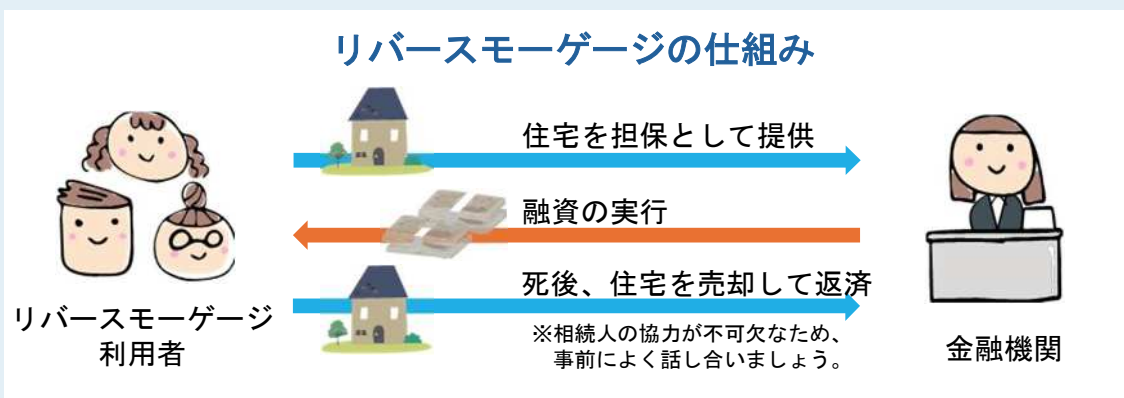 リバースモーゲージの仕組み
住宅を担保として提供
融資の実行
死後、住宅を売却して返済
※相続人の協力が不可欠なため、
事前によく話し合いましょう。
リバースモーゲージ
利用者
金融機関